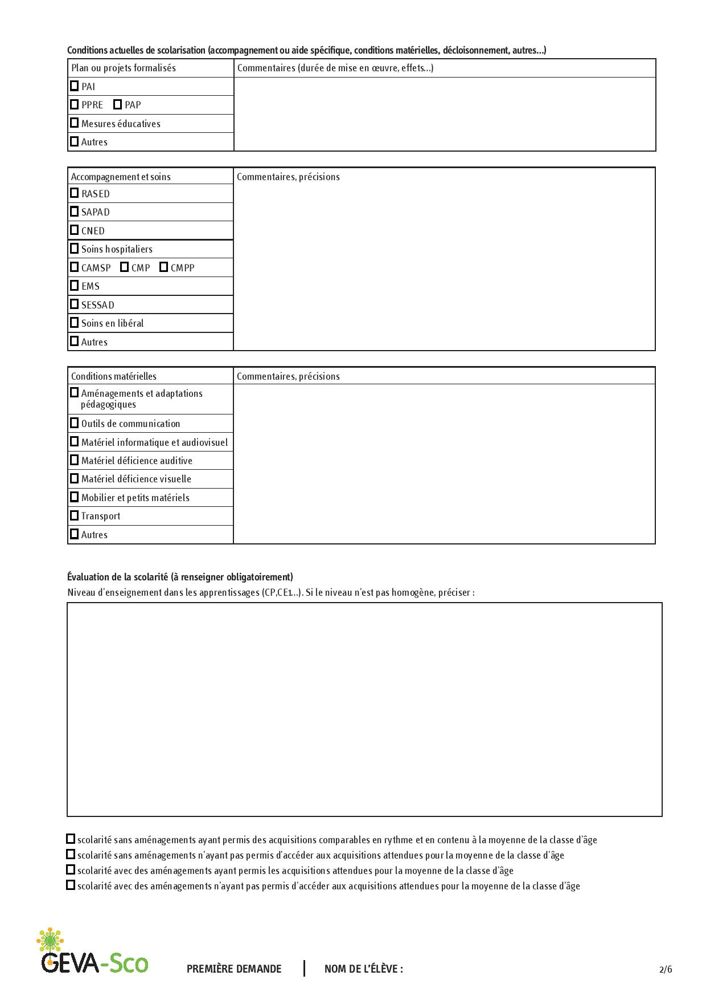 Conditions actuelles de scolarisation (accompagnement ou aide spécifique, conditions matérielles, décloisonnement, autres...)
Plan ou projets formalisés
Commentaires (durée de mise en œuvre, effets...)
PAI
PPRE PAP
Mesures éducatives
Autres
Accompagnement et soins
Commentaires, précisions
RASED
SAPAD
CNED
Soins hospitaliers
CAMSP CMP CMPP
EMS
SESSAD
Soins en libéral
Autres
Conditions matérielles
Commentaires, précisions
Aménagements et adaptations
pédagogiques
Outils de communication
Matériel informatique et audiovisuel
Matériel déficience auditive
Matériel déficience visuelle
Mobilier et petits matériels
Transport
Autres
Évaluation de la scolarité (à renseigner obligatoirement)
Niveau d’enseignement dans les apprentissages (CP,CE1...). Si le niveau n’est pas homogène, préciser :
scolarité sans aménagements ayant permis des acquisitions comparables en rythme et en contenu à la moyenne de la classe d’âge
scolarité sans aménagements n’ayant pas permis d’accéder aux acquisitions attendues pour la moyenne de la classe d’âge
scolarité avec des aménagements ayant permis les acquisitions attendues pour la moyenne de la classe d’âge
scolarité avec des aménagements n’ayant pas permis d’accéder aux acquisitions attendues pour la moyenne de la classe d’âge
GEVA-Sco
PREMIÈRE DEMANDE | NOM DE L’ÉLÈVE :
2/6